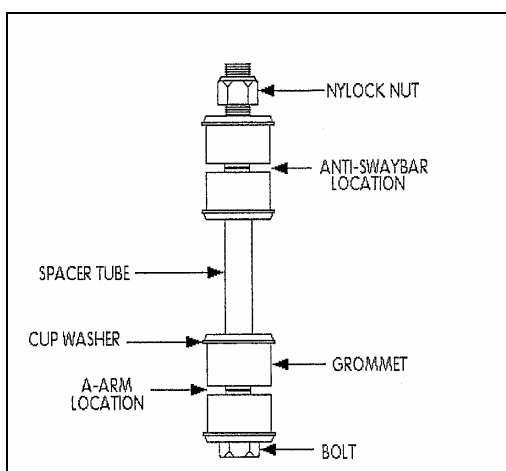 NYLOCK NUT
ANTI-SWAYBAR
LOCATION
SPACER TUBE
CUP WASHER
GROMMET
A-ARM
LOCATION
BOLT